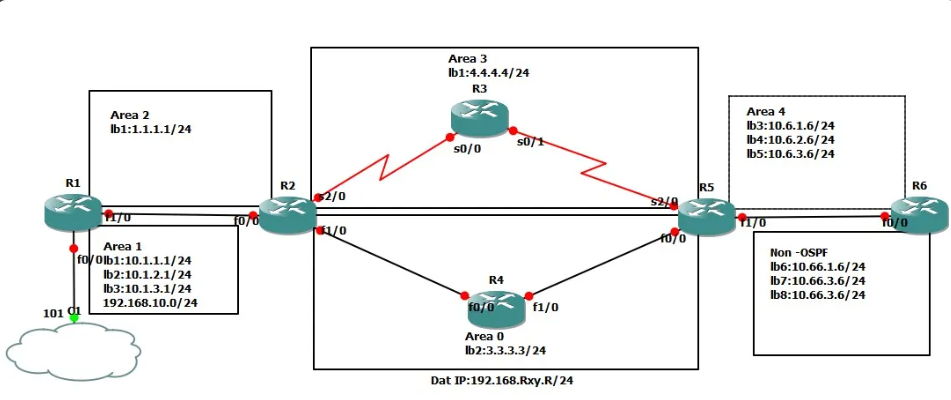 Area 3
lb1:4.4.4.4/24
R3
s0/0
s0/1
Area 2
lb1:1.1.1.1/24
Area 4
lb3:10.6.1.6/24
lb4:10.6.2.6/24
lb5:10.6.3.6/24
R1
R2
R5
R6
f1/0
f0/0
s2/0
f1/0
s2/0
f0/0
f1/0
f0/0
Area 1
f0/0
lb1:10.1.1.1/24
lb2:10.1.2.1/24
lb3:10.1.3.1/24
192.168.10.0/24
Non -OSPF
lb6:10.66.1.6/24
lb7:10.66.3.6/24
lb8:10.66.3.6/24
R4
f0/0
f1/0
101 C1
Area 0
lb2:3.3.3.3/24
Dat IP:192.168.Rxy.R/24